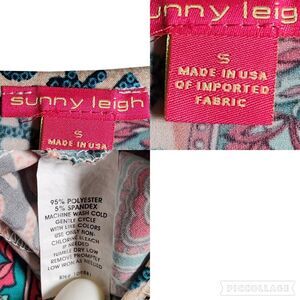 sunny leigh
S
MADE IN USA
sunny leigh
S
MADE IN USA
OF IMPORTED
FABRIC
95% POLYESTER
5% SPANDEX
MACHINE WASH COLD
GENTLE CYCLE
WITH LIKE COLORS
USE ONLY NON-
CHLORINE BLEACH
IF NEEDED
TUMBLE DRY LOW
REMOVE PROMPTLY
LOW IRON AS NEEDED
PICCOLLAGE